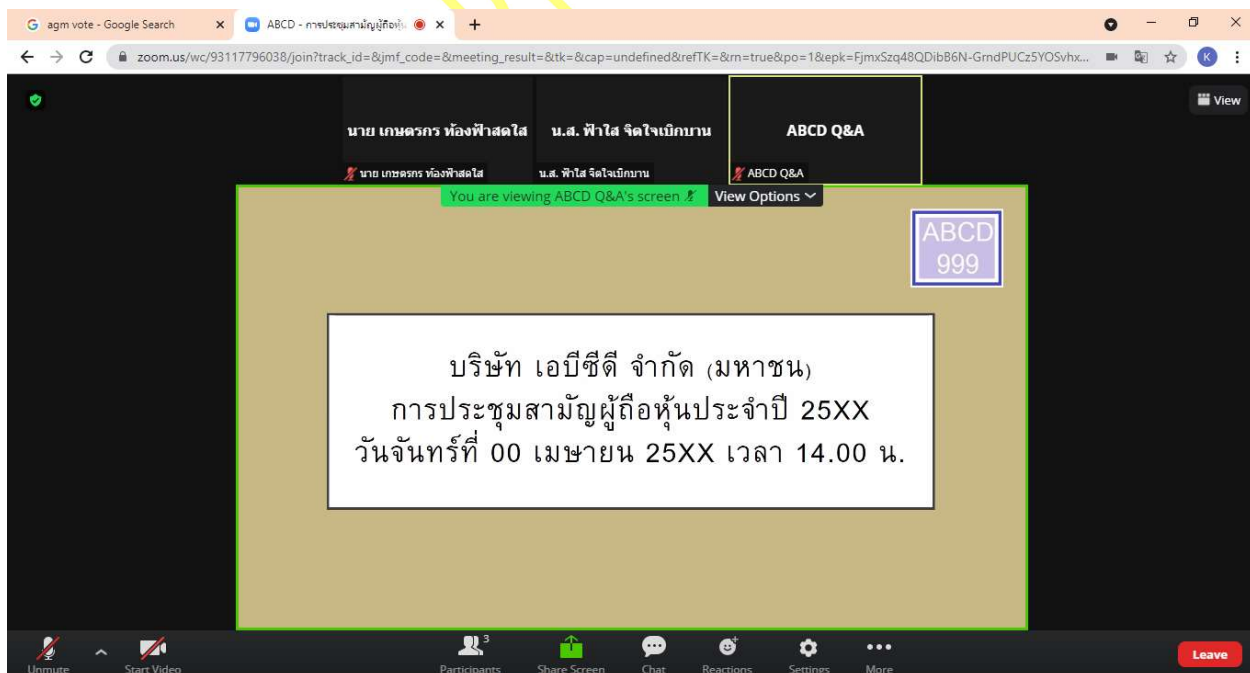 agm vote - Google Search
ABCD - การประชุมสามัญผู้ถือหุ้น
zoom.us/wc/93117796038/join?track_id=&jmf_code=&meeting_result=&tk=&cap=undefined&refTK=&rn=true&po=1&epk=FjmxSzq48QDibB6N-GrndPUCz5YOSvhx...
K
View
นาย เกษตรกร ท้องฟ้าสดใส
น.ส. ฟ้าใส จิตใจเบิกบาน
ABCD Q&A
นาย เกษตรกร ท้องฟ้าสดใส
น.ส. ฟ้าใส จิตใจเบิกบาน
ABCD Q&A
You are viewing ABCD Q&A's screen
View Options
ABCD
999
บริษัท เอบีซีดี จำกัด (มหาชน)
การประชุมสามัญผู้ถือหุ้นประจำปี 25XX
วันจันทร์ที่ 00 เมษายน 25XX เวลา 14.00 น.
Unmute
Start Video
Participants
3
Share Screen
Chat
Reactions
Settings
More
Leave